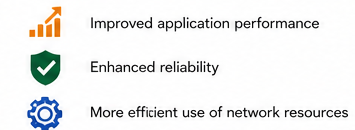 Improved application performance
Enhanced reliability
More efficient use of network resources